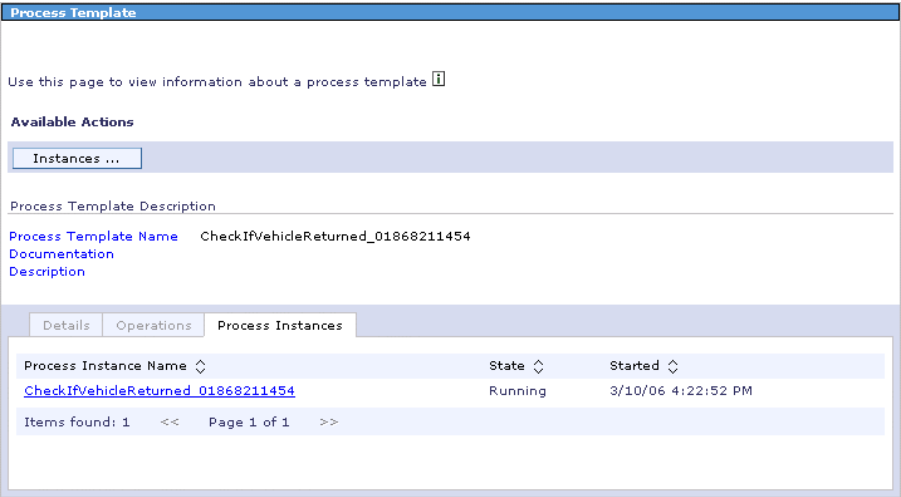 Process Template
Use this page to view information about a process template i
Available Actions
Instances ...
Process Template Description
Process Template Name CheckIfVehicleReturned_01868211454
Documentation
Description
Details Operations Process Instances
Process Instance Name State Started
CheckIfVehicleReturned_01868211454 Running 3/10/06 4:22:52 PM
Items found: 1 << Page 1 of 1 >>